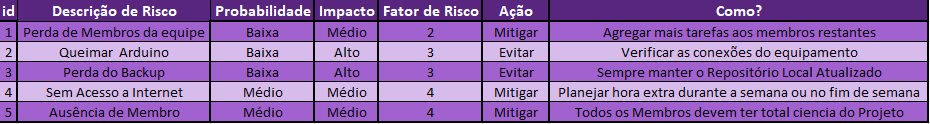 id Descrição de Risco Probabilidade Impacto Fator de Risco Ação Como?
1 Perda de Membros da equipe Baixa Médio 2 Mitigar Agregar mais tarefas aos membros restantes
2 Queimar Arduino Baixa Alto 3 Evitar Verificar as conexões do equipamento
3 Perda do Backup Baixa Alto 3 Evitar Sempre manter o Repositório Local Atualizado
4 Sem Acesso a Internet Médio Médio 4 Mitigar Planejar hora extra durante a semana ou no fim de semana
5 Ausência de Membro Médio Médio 4 Mitigar Todos os Membros devem ter total ciencia do Projeto